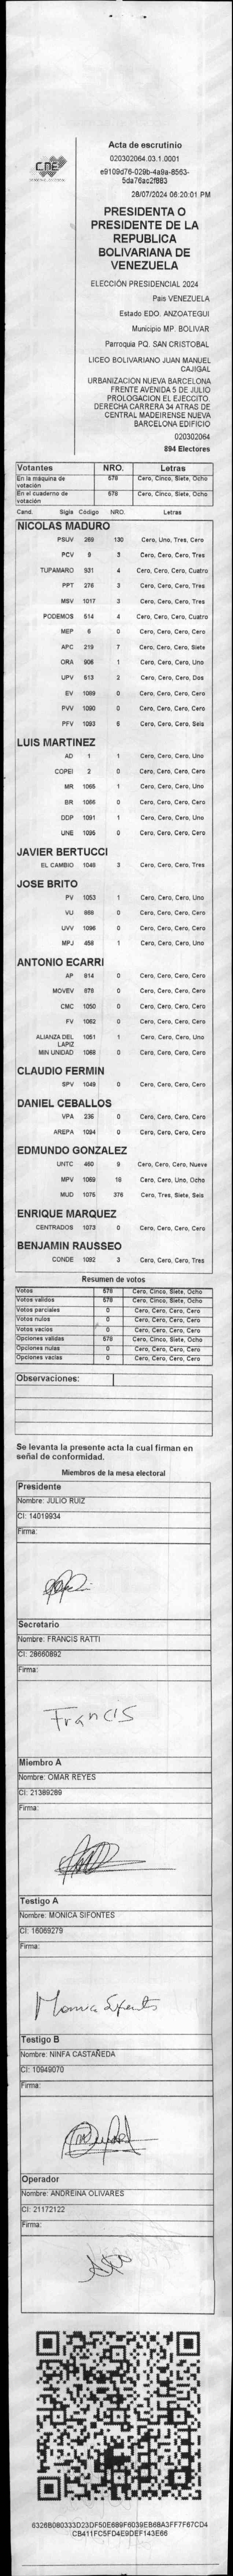 CNE
Acta de escrutinio
020302064.03.1.0001
e9109d76-029b-4a9a-8563-
5da76ac2f883
28/07/2024 06:20:01 PM
PRESIDENTA O
PRESIDENTE DE LA
REPUBLICA
BOLIVARIANA DE
VENEZUELA
ELECCIÓN PRESIDENCIAL 2024
Pais VENEZUELA
Estado EDO. ANZOATEGUI
Municipio MP. BOLIVAR
Parroquia PQ. SAN CRISTOBAL
LICEO BOLIVARIANO JUAN MANUEL
CAJIGAL
URBANIZACION NUEVA BARCELONA
FRENTE AVENIDA 5 DE JULIO
PROLOGACION EL EJECCITO.
DERECHA CARRERA 34 ATRAS DE
CENTRAL MADEIRENSE NUEVA
BARCELONA EDIFICIO
020302064
894 Electores
Votantes NRO. Letras
En la máquina de votación 578 Cero, Cinco, Siete, Ocho
En el cuaderno de votación 578 Cero, Cinco, Siete, Ocho
Cand. Sigla Código NRO. Letras
NICOLAS MADURO
PSUV 269 130 Cero, Uno, Tres, Cero
PCV 9 3 Cero, Cero, Cero, Tres
TUPAMARO 931 4 Cero, Cero, Cero, Cuatro
PPT 276 3 Cero, Cero, Cero, Tres
MSV 1017 3 Cero, Cero, Cero, Tres
PODEMOS 514 4 Cero, Cero, Cero, Cuatro
MEP 6 0 Cero, Cero, Cero, Cero
APC 219 7 Cero, Cero, Cero, Siete
ORA 906 1 Cero, Cero, Cero, Uno
UPV 613 2 Cero, Cero, Cero, Dos
EV 1089 0 Cero, Cero, Cero, Cero
PVV 1090 0 Cero, Cero, Cero, Cero
PFV 1093 6 Cero, Cero, Cero, Seis
LUIS MARTINEZ
AD 1 1 Cero, Cero, Cero, Uno
COPEI 2 0 Cero, Cero, Cero, Cero
MR 1065 1 Cero, Cero, Cero, Uno
BR 1066 0 Cero, Cero, Cero, Cero
DDP 1091 1 Cero, Cero, Cero, Uno
UNE 1095 0 Cero, Cero, Cero, Cero
JAVIER BERTUCCI
EL CAMBIO 1048 3 Cero, Cero, Cero, Tres
JOSE BRITO
PV 1053 1 Cero, Cero, Cero, Uno
VU 868 0 Cero, Cero, Cero, Cero
UVV 1096 0 Cero, Cero, Cero, Cero
MPJ 456 1 Cero, Cero, Cero, Uno
ANTONIO ECARRI
AP 814 0 Cero, Cero, Cero, Cero
MOVEV 876 0 Cero, Cero, Cero, Cero
CMC 1050 0 Cero, Cero, Cero, Cero
FV 1062 0 Cero, Cero, Cero, Cero
ALIANZA DEL LAPIZ 1051 1 Cero, Cero, Cero, Uno
MIN UNIDAD 1068 0 Cero, Cero, Cero, Cero
CLAUDIO FERMIN
SPV 1049 0 Cero, Cero, Cero, Cero
DANIEL CEBALLOS
VPA 236 0 Cero, Cero, Cero, Cero
AREPA 1094 0 Cero, Cero, Cero, Cero
EDMUNDO GONZALEZ
UNTC 460 9 Cero, Cero, Cero, Nueve
MPV 1069 18 Cero, Cero, Uno, Ocho
MUD 1075 376 Cero, Tres, Siete, Seis
ENRIQUE MARQUEZ
CENTRADOS 1073 0 Cero, Cero, Cero, Cero
BENJAMIN RAUSSEO
CONDE 1092 3 Cero, Cero, Cero, Tres
Resumen de votos
Votos 578 Cero, Cinco, Siete, Ocho
Votos validos 578 Cero, Cinco, Siete, Ocho
Votos parciales 0 Cero, Cero, Cero, Cero
Votos nulos 0 Cero, Cero, Cero, Cero
Votos vacios 0 Cero, Cero, Cero, Cero
Opciones validas 578 Cero, Cinco, Siete, Ocho
Opciones nulas 0 Cero, Cero, Cero, Cero
Opciones vacias 0 Cero, Cero, Cero, Cero
Observaciones:
Se levanta la presente acta la cual firman en
señal de conformidad.
Miembros de la mesa electoral
Presidente
Nombre: JULIO RUIZ
CI: 14019934
Firma:
Secretario
Nombre: FRANCIS RATTI
CI: 28660892
Firma:
Francis
Miembro A
Nombre: OMAR REYES
CI: 21389289
Firma:
Testigo A
Nombre: MONICA SIFONTES
CI: 16069279
Firma:
Monica Sifontes
Testigo B
Nombre: NINFA CASTAÑEDA
CI: 10949070
Firma:
Operador
Nombre: ANDREINA OLIVARES
CI: 21172122
Firma:
6326B080333D23DF50E689F6039EB68A3FF7F67CD4
CB411FC5FD4E9DEF143E66